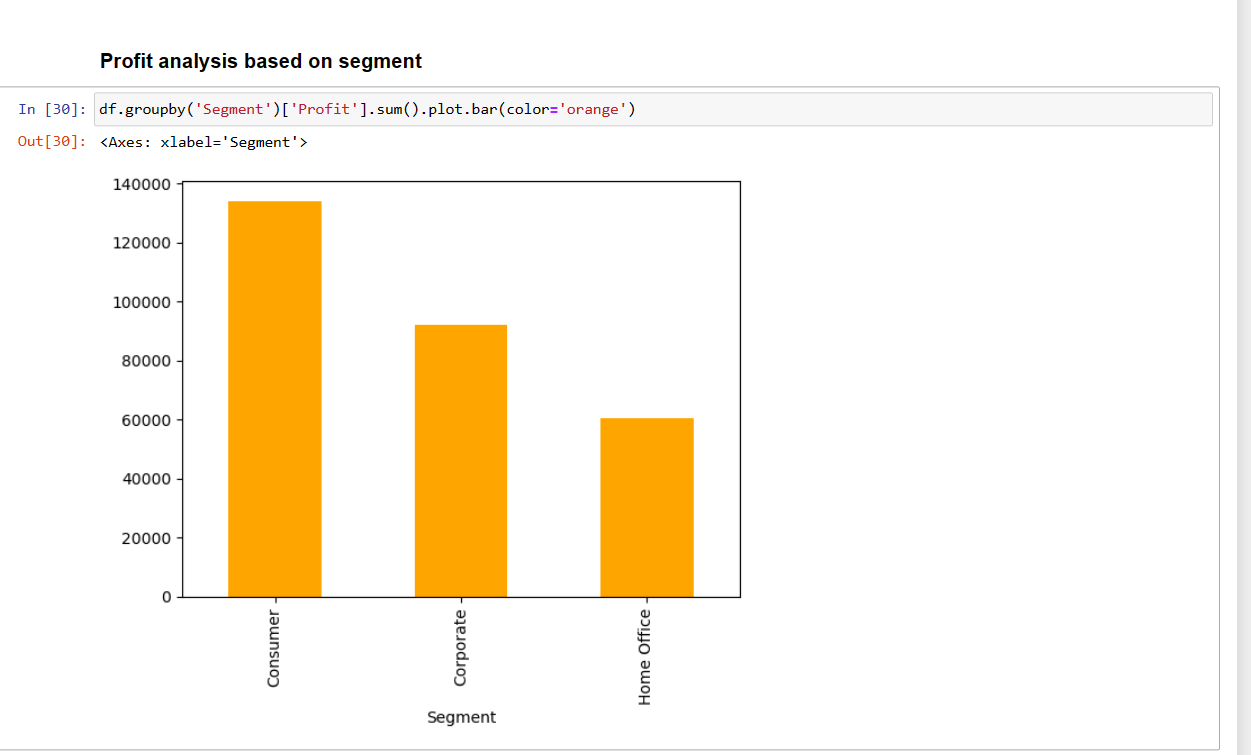 Profit analysis based on segment
In [30]: df.groupby('Segment')['Profit'].sum().plot.bar(color='orange')
Out[30]: <Axes: xlabel='Segment'>
140000
120000
100000
80000
60000
40000
20000
0
Consumer
Corporate
Home Office
Segment